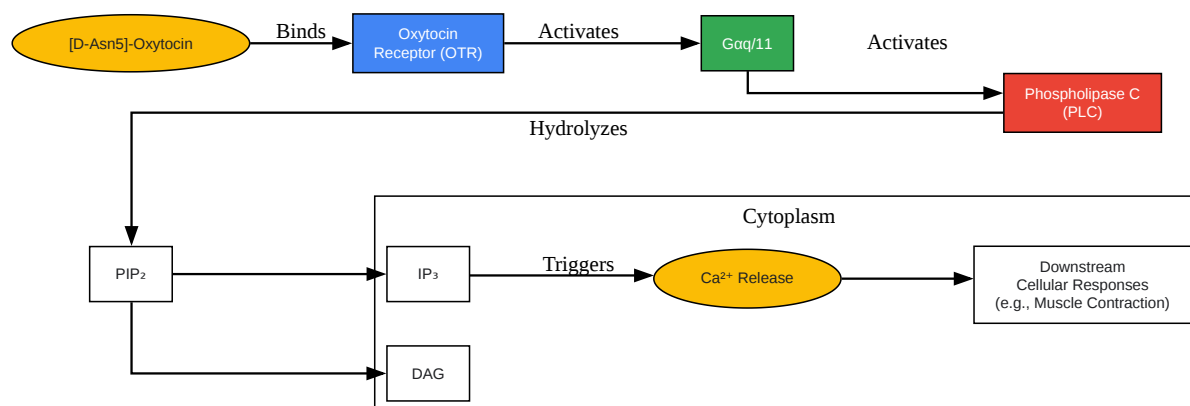 [D-Asn5]-Oxytocin
Binds
Oxytocin
Receptor (OTR)
Activates
Gαq/11
Activates
Phospholipase C
(PLC)
Hydrolyzes
Cytoplasm
PIP₂
IP₃
Triggers
Ca²⁺ Release
Downstream
Cellular Responses
(e.g., Muscle Contraction)
DAG